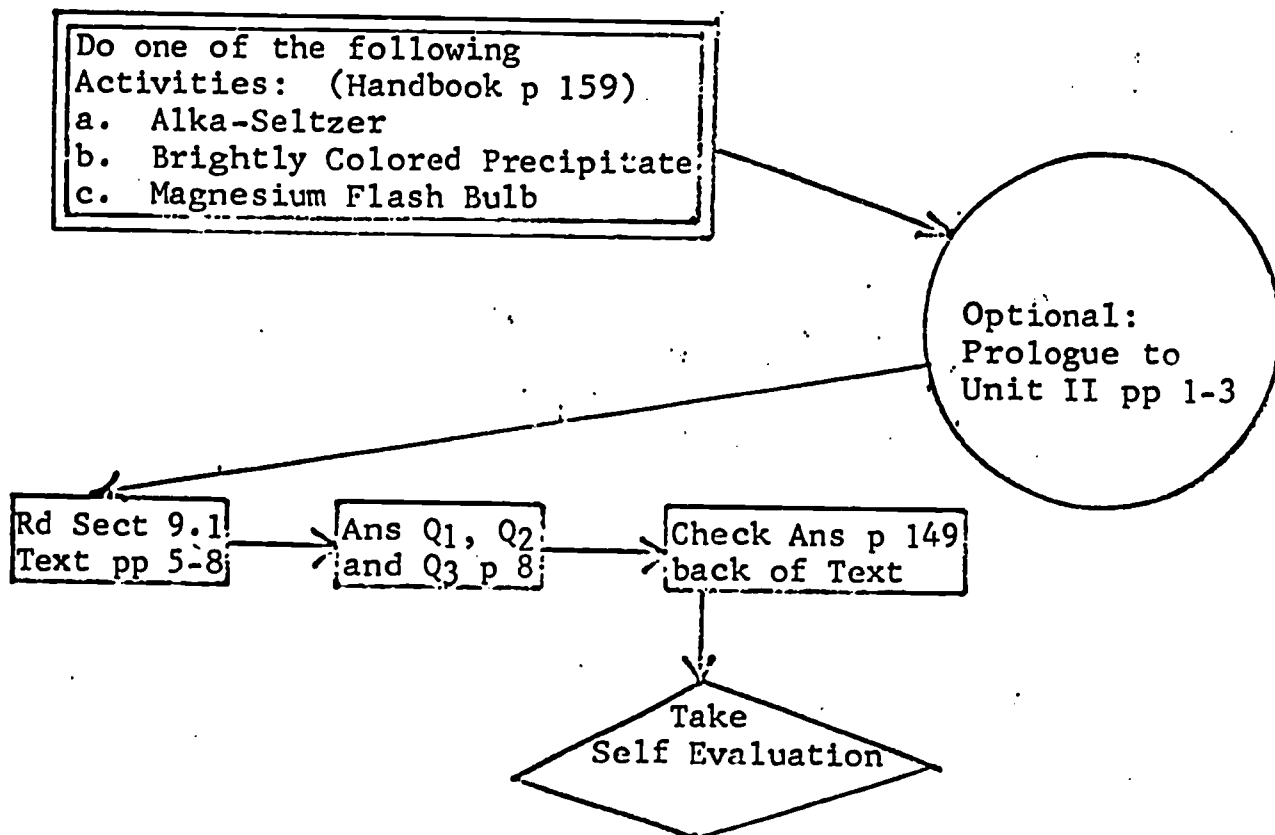 Do one of the following
Activities: (Handbook p 159)
a. Alka-Seltzer
b. Brightly Colored Precipitate
c. Magnesium Flash Bulb
Optional:
Prologue to
Unit II pp 1-3
Rd Sect 9.1
Text pp 5-8
Ans Q1, Q2
and Q3 p 8
Check Ans p 149
back of Text
Take
Self Evaluation